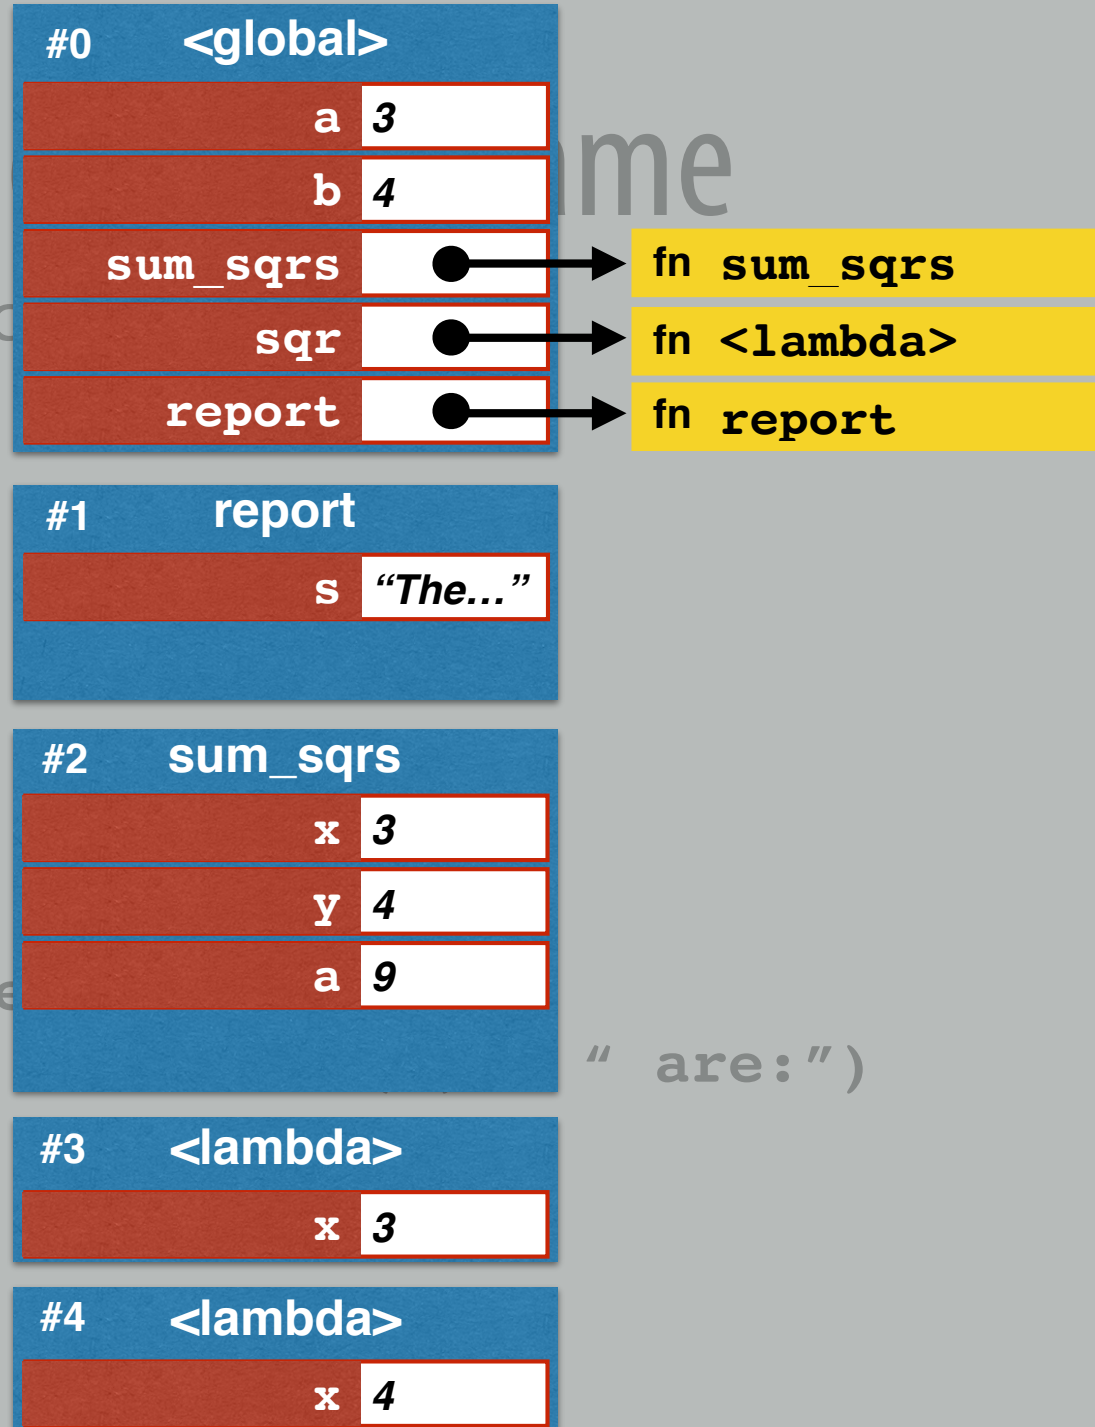 #0 <global>
a 3
b 4
sum_sqrs fn sum_sqrs
sqr fn <lambda>
report fn report
#1 report
s “The…”
#2 sum_sqrs
x 3
y 4
a 9
“ are:”)
#3 <lambda>
x 3
#4 <lambda>
x 4